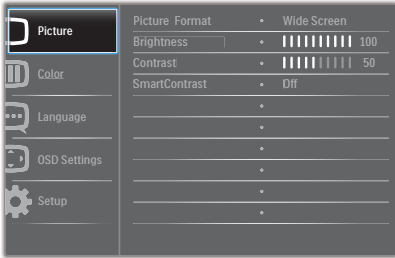 Picture
Color
Language
OSD Settings
Setup
Picture Format • Wide Screen
Brightness • 100
Contrast • 50
SmartContrast • Off